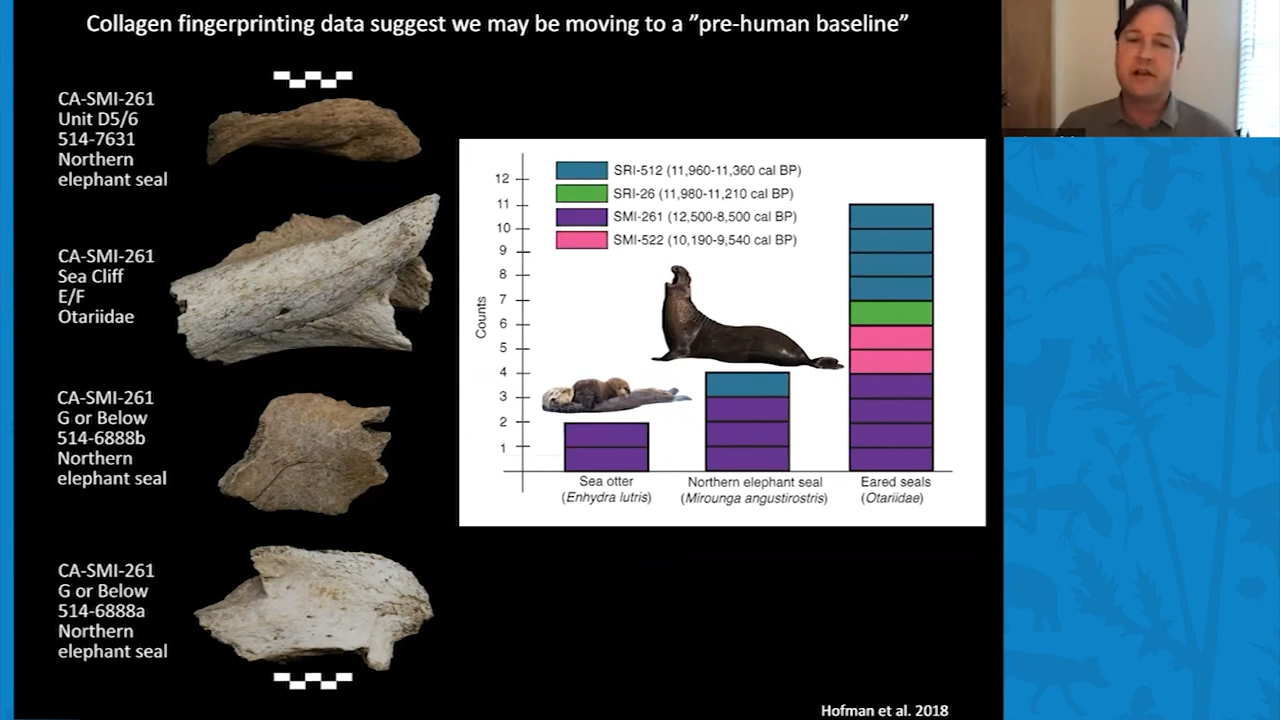 Collagen fingerprinting data suggest we may be moving to a ”pre-human baseline”
CA-SMI-261
Unit D5/6
514-7631
Northern
elephant seal
CA-SMI-261
Sea Cliff
E/F
Otariidae
CA-SMI-261
G or Below
514-6888b
Northern
elephant seal
CA-SMI-261
G or Below
514-6888a
Northern
elephant seal
SRI-512 (11,960-11,360 cal BP)
SRI-26 (11,980-11,210 cal BP)
SMI-261 (12,500-8,500 cal BP)
SMI-522 (10,190-9,540 cal BP)
Counts
12
11
10
9
8
7
6
5
4
3
2
1
Sea otter
(Enhydra lutris)
Northern elephant seal
(Mirounga angustirostris)
Eared seals
(Otariidae)
Hofman et al. 2018